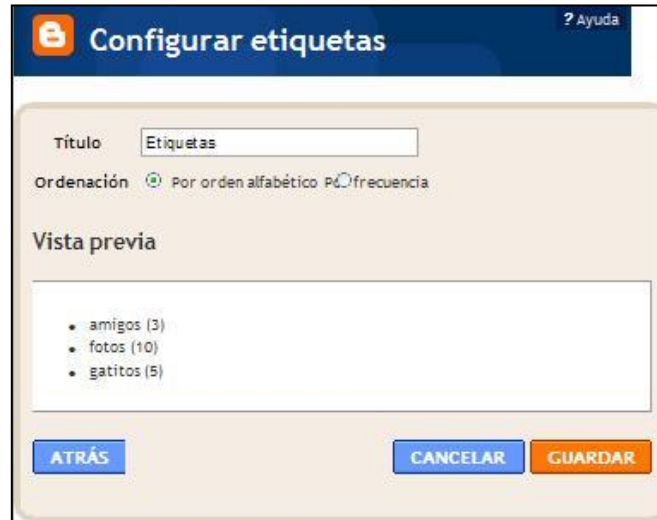 ? Ayuda
Configurar etiquetas
Título Etiquetas
Ordenación Por orden alfabético frecuencia
Vista previa
amigos (3)
fotos (10)
gatitos (5)
ATRÁS CANCELAR GUARDAR